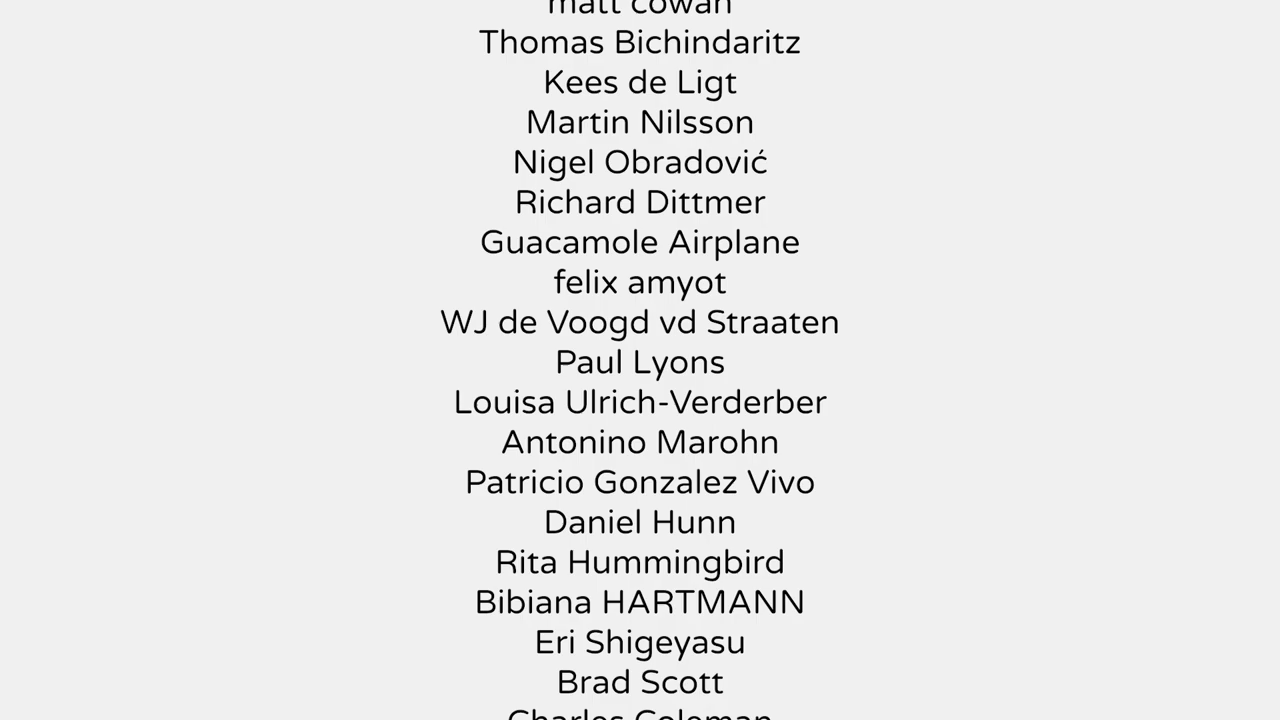 matt cowan
Thomas Bichindaritz
Kees de Ligt
Martin Nilsson
Nigel Obradović
Richard Dittmer
Guacamole Airplane
felix amyot
WJ de Voogd vd Straaten
Paul Lyons
Louisa Ulrich-Verderber
Antonino Marohn
Patricio Gonzalez Vivo
Daniel Hunn
Rita Hummingbird
Bibiana HARTMANN
Eri Shigeyasu
Brad Scott
Charles Coleman